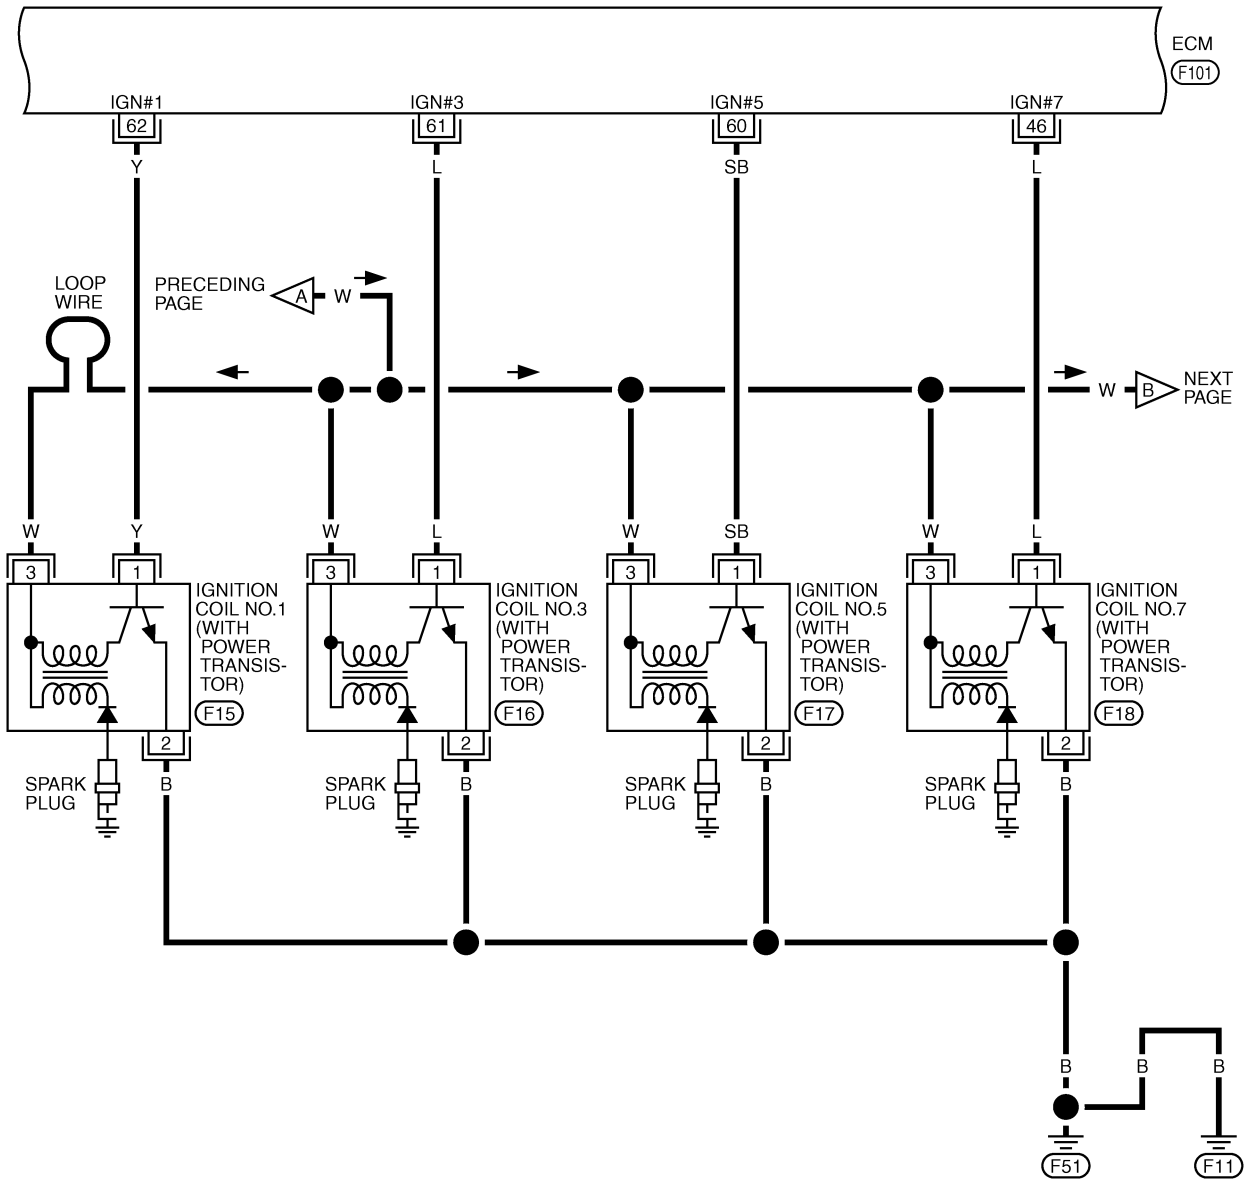 ECM
F101
IGN#1
IGN#3
IGN#5
IGN#7
62
61
60
46
Y
L
SB
L
LOOP
WIRE
PRECEDING
PAGE
A
W
W
B
NEXT
PAGE
W
Y
W
L
W
SB
W
L
3
1
3
1
3
1
3
1
IGNITION
COIL NO.1
(WITH
POWER
TRANSIS-
TOR)
F15
IGNITION
COIL NO.3
(WITH
POWER
TRANSIS-
TOR)
F16
IGNITION
COIL NO.5
(WITH
POWER
TRANSIS-
TOR)
F17
IGNITION
COIL NO.7
(WITH
POWER
TRANSIS-
TOR)
F18
2
2
2
2
SPARK
PLUG
B
SPARK
PLUG
B
SPARK
PLUG
B
SPARK
PLUG
B
B
B
B
F51
F11